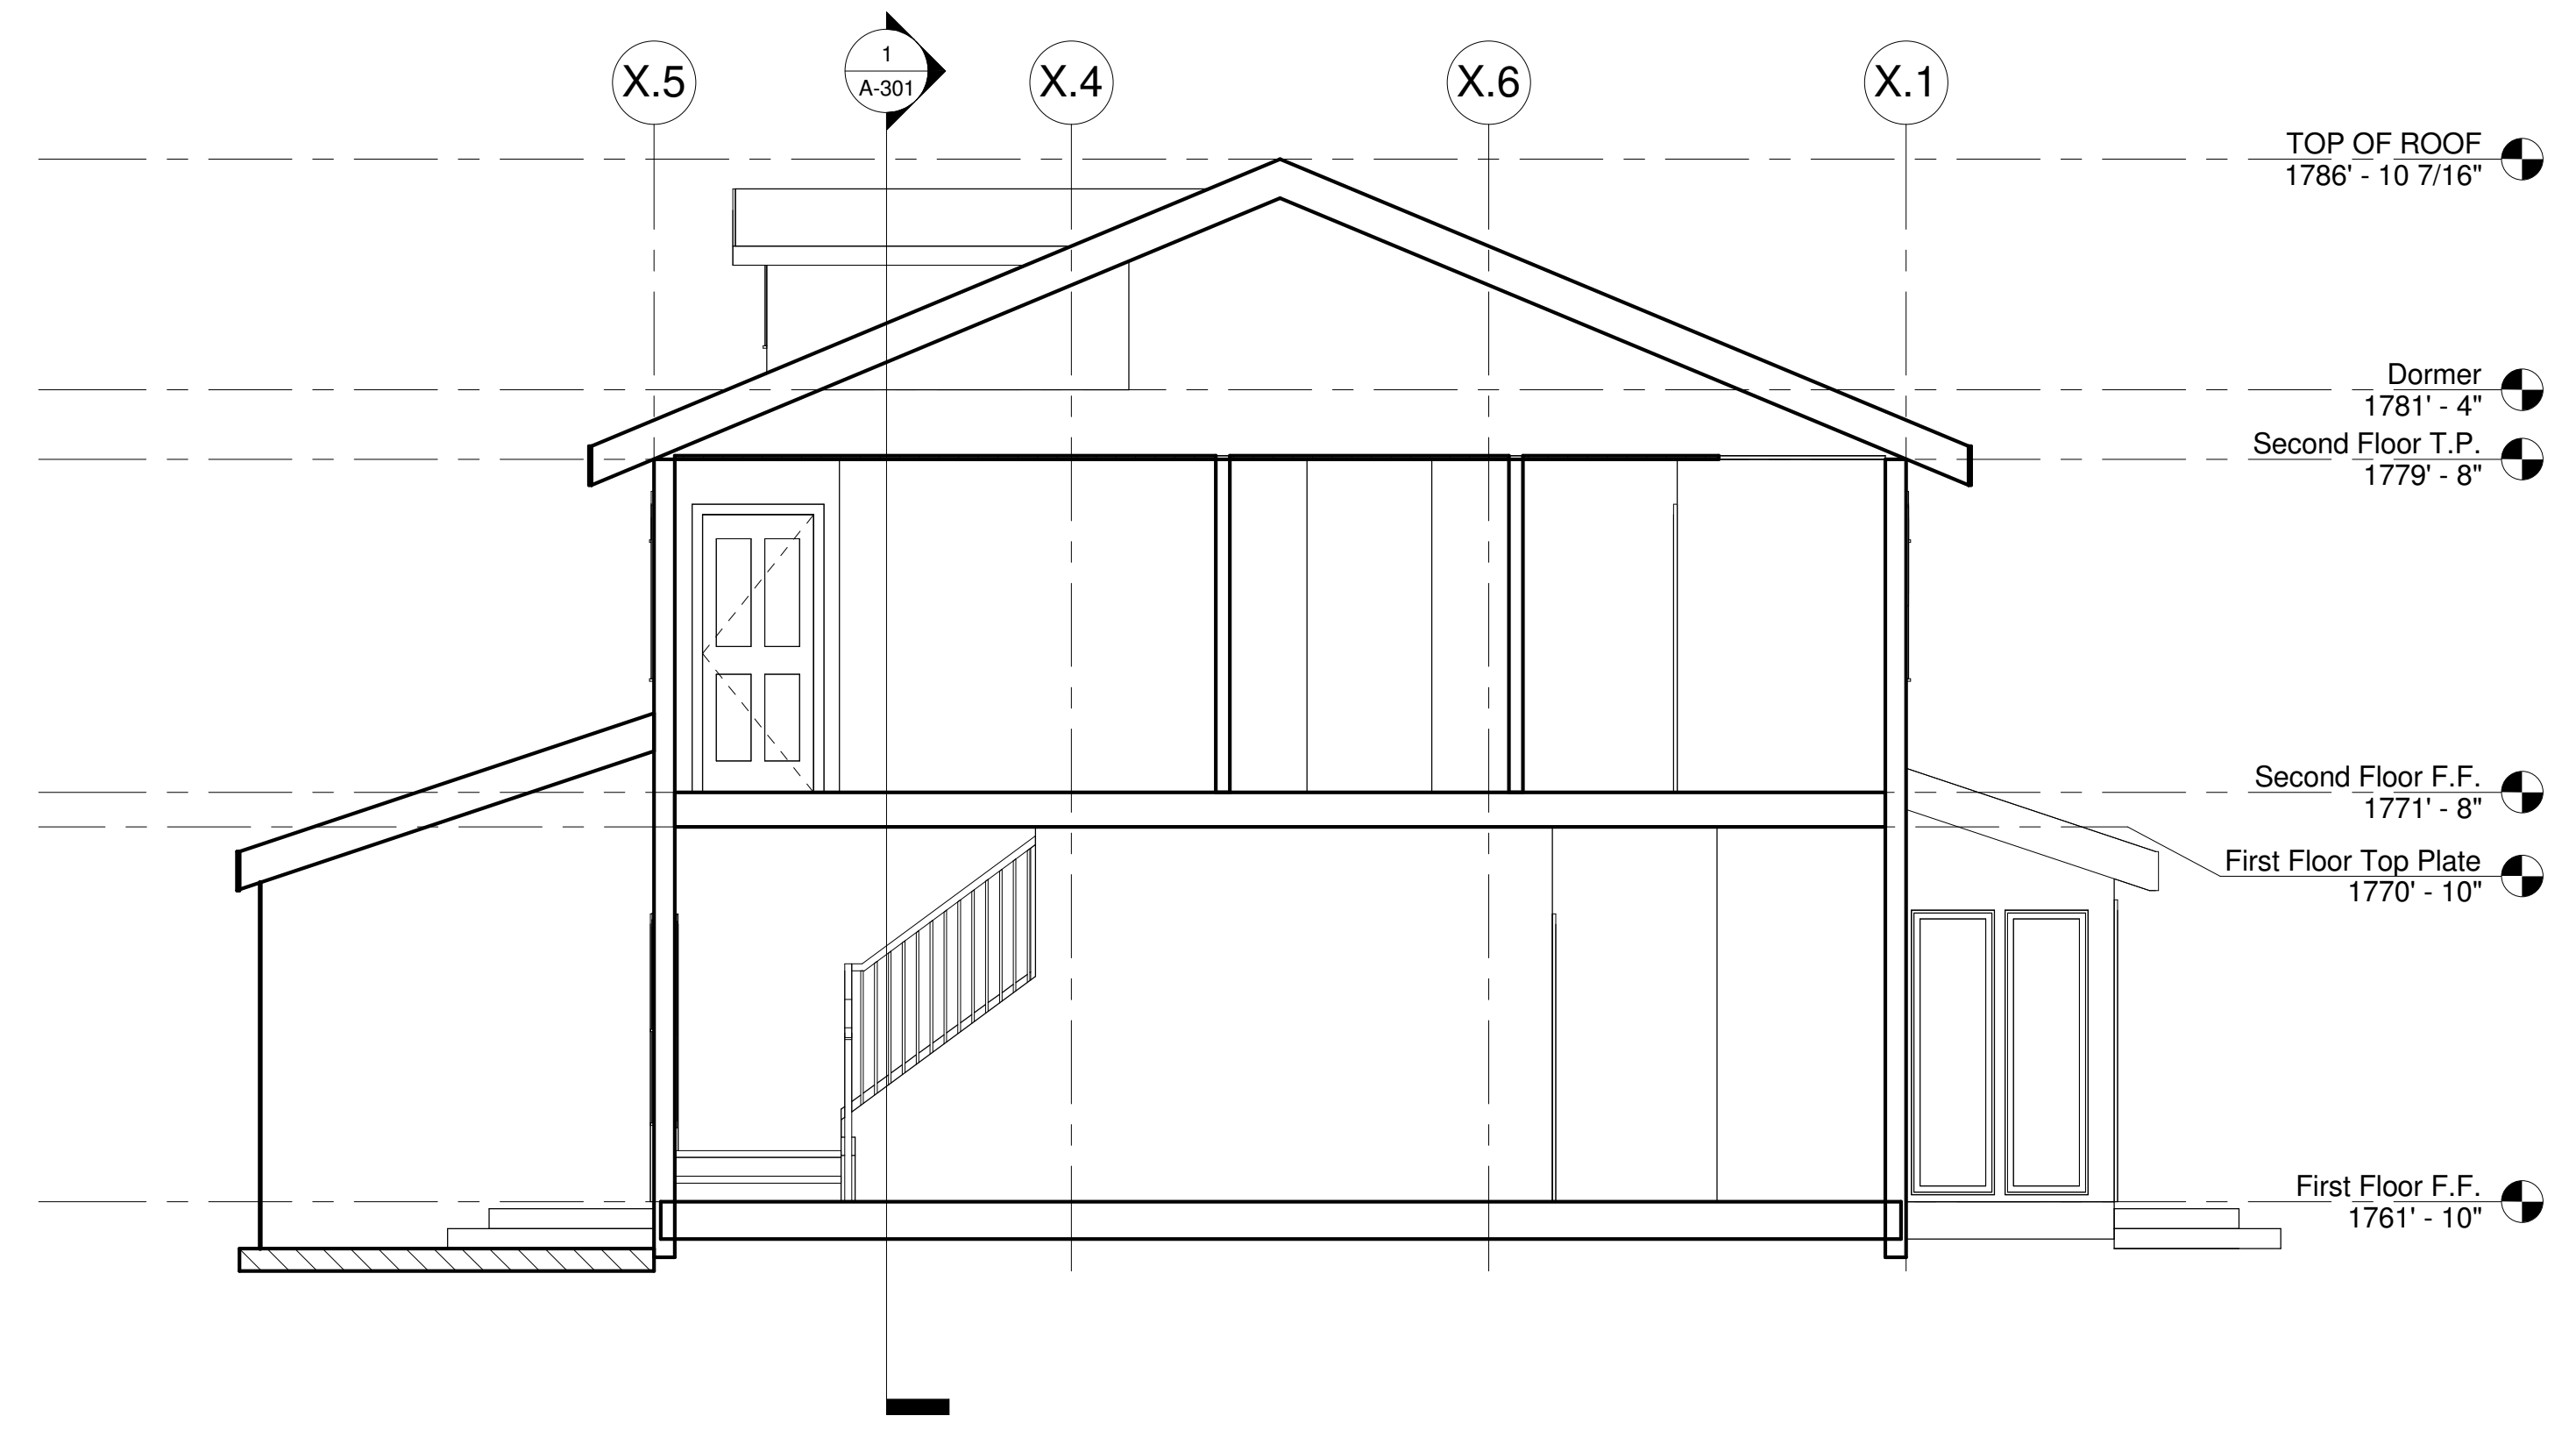 X.5
1
A-301
X.4
X.6
X.1
TOP OF ROOF
1786' - 10 7/16"
Dormer
1781' - 4"
Second Floor T.P.
1779' - 8"
Second Floor F.F.
1771' - 8"
First Floor Top Plate
1770' - 10"
First Floor F.F.
1761' - 10"